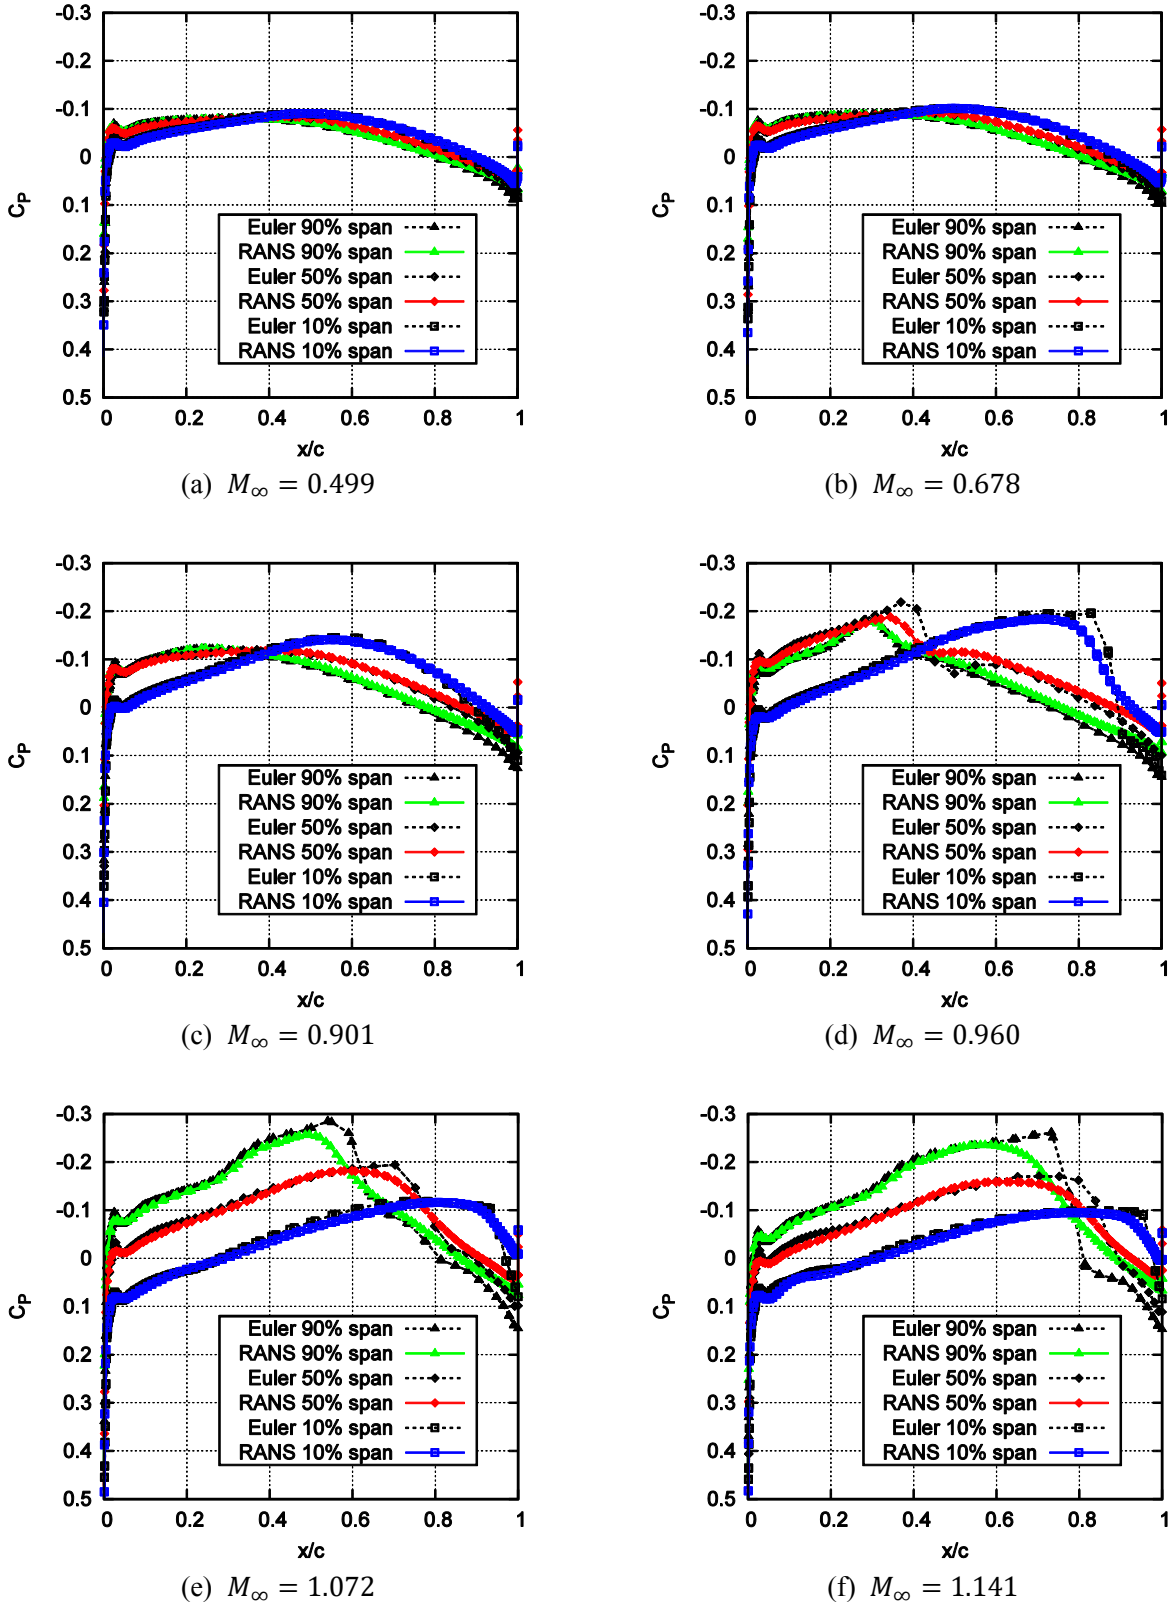 -0.3
-0.2
-0.1
0
0.1
0.2
0.3
0.4
0.5
C_P
Euler 90% span
RANS 90% span
Euler 50% span
RANS 50% span
Euler 10% span
RANS 10% span
0 0.2 0.4 0.6 0.8 1
x/c
(a) M∞ = 0.499
-0.3
-0.2
-0.1
0
0.1
0.2
0.3
0.4
0.5
C_P
Euler 90% span
RANS 90% span
Euler 50% span
RANS 50% span
Euler 10% span
RANS 10% span
0 0.2 0.4 0.6 0.8 1
x/c
(b) M∞ = 0.678
-0.3
-0.2
-0.1
0
0.1
0.2
0.3
0.4
0.5
C_P
Euler 90% span
RANS 90% span
Euler 50% span
RANS 50% span
Euler 10% span
RANS 10% span
0 0.2 0.4 0.6 0.8 1
x/c
(c) M∞ = 0.901
-0.3
-0.2
-0.1
0
0.1
0.2
0.3
0.4
0.5
C_P
Euler 90% span
RANS 90% span
Euler 50% span
RANS 50% span
Euler 10% span
RANS 10% span
0 0.2 0.4 0.6 0.8 1
x/c
(d) M∞ = 0.960
-0.3
-0.2
-0.1
0
0.1
0.2
0.3
0.4
0.5
C_P
Euler 90% span
RANS 90% span
Euler 50% span
RANS 50% span
Euler 10% span
RANS 10% span
0 0.2 0.4 0.6 0.8 1
x/c
(e) M∞ = 1.072
-0.3
-0.2
-0.1
0
0.1
0.2
0.3
0.4
0.5
C_P
Euler 90% span
RANS 90% span
Euler 50% span
RANS 50% span
Euler 10% span
RANS 10% span
0 0.2 0.4 0.6 0.8 1
x/c
(f) M∞ = 1.141